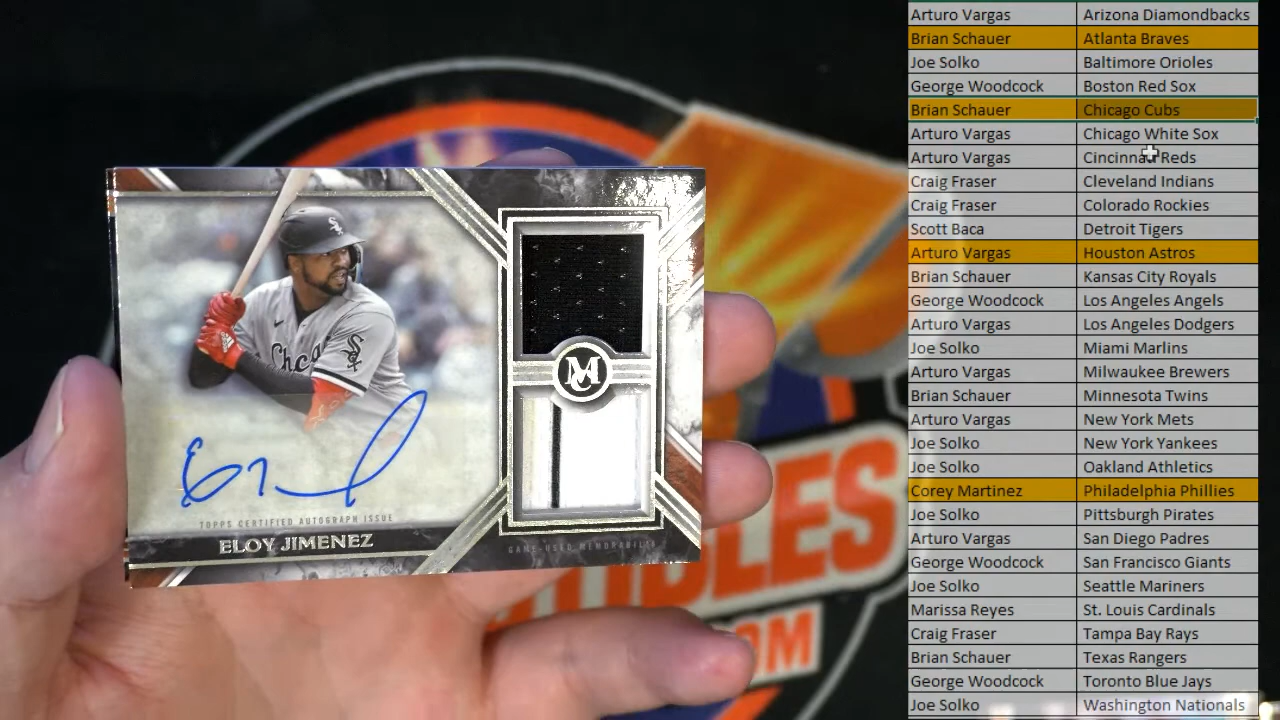 Arturo Vargas Arizona Diamondbacks
Brian Schauer Atlanta Braves
Joe Solko Baltimore Orioles
George Woodcock Boston Red Sox
Brian Schauer Chicago Cubs
Arturo Vargas Chicago White Sox
Arturo Vargas Cincinnati Reds
Craig Fraser Cleveland Indians
Craig Fraser Colorado Rockies
Scott Baca Detroit Tigers
Arturo Vargas Houston Astros
Brian Schauer Kansas City Royals
George Woodcock Los Angeles Angels
Arturo Vargas Los Angeles Dodgers
Joe Solko Miami Marlins
Arturo Vargas Milwaukee Brewers
Brian Schauer Minnesota Twins
Arturo Vargas New York Mets
Joe Solko New York Yankees
Joe Solko Oakland Athletics
Corey Martinez Philadelphia Phillies
Joe Solko Pittsburgh Pirates
Arturo Vargas San Diego Padres
George Woodcock San Francisco Giants
Joe Solko Seattle Mariners
Marissa Reyes St. Louis Cardinals
Craig Fraser Tampa Bay Rays
Brian Schauer Texas Rangers
George Woodcock Toronto Blue Jays
Joe Solko Washington Nationals
Sox
Chica
Sox
M
TOPPS CERTIFIED AUTOGRAPH ISSUE
ELOY JIMENEZ
GAME-USED MEMORABILIA